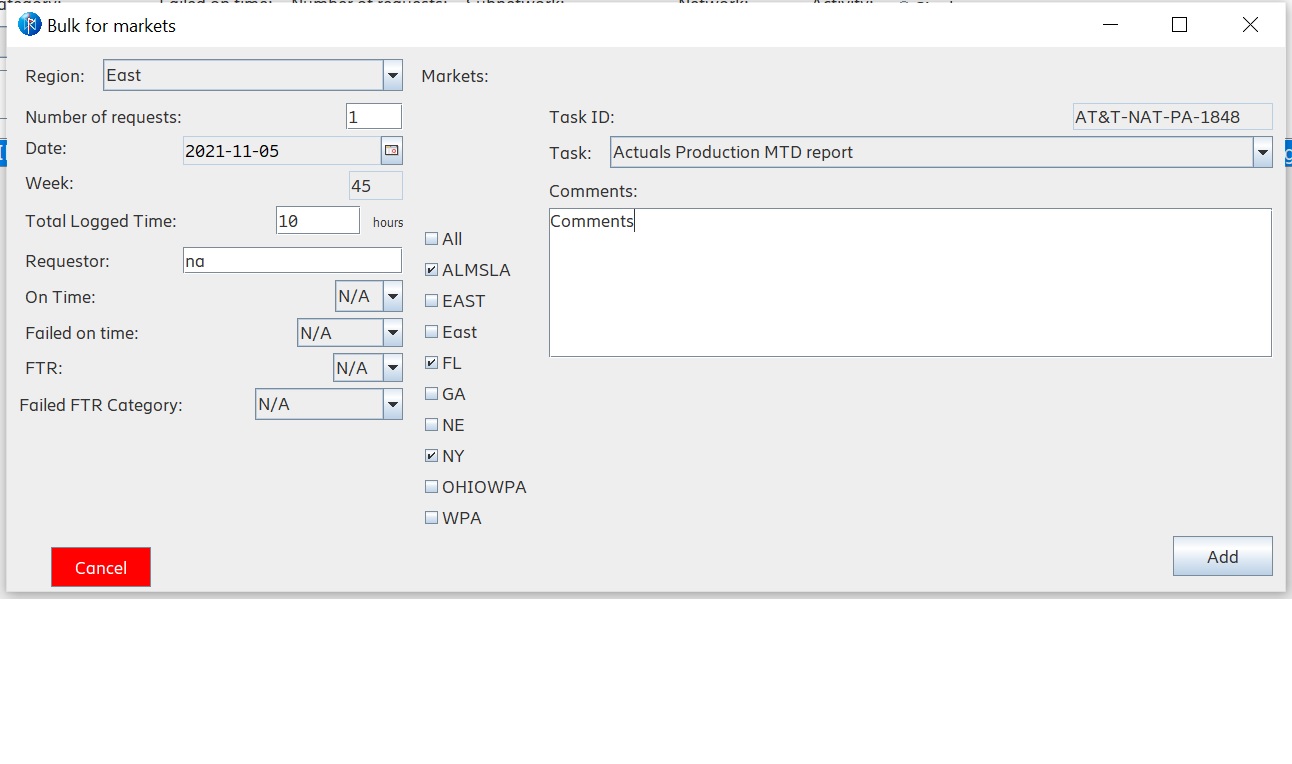 Bulk for markets
Region: East
Markets:
Number of requests: 1
Date: 2021-11-05
Week: 45
Total Logged Time: 10 hours
Requestor: na
On Time: N/A
Failed on time: N/A
FTR: N/A
Failed FTR Category: N/A
All
ALMSLA
EAST
East
FL
GA
NE
NY
OHIOWPA
WPA
Task ID: AT&T-NAT-PA-1848
Task: Actuals Production MTD report
Comments:
Comments
Cancel
Add